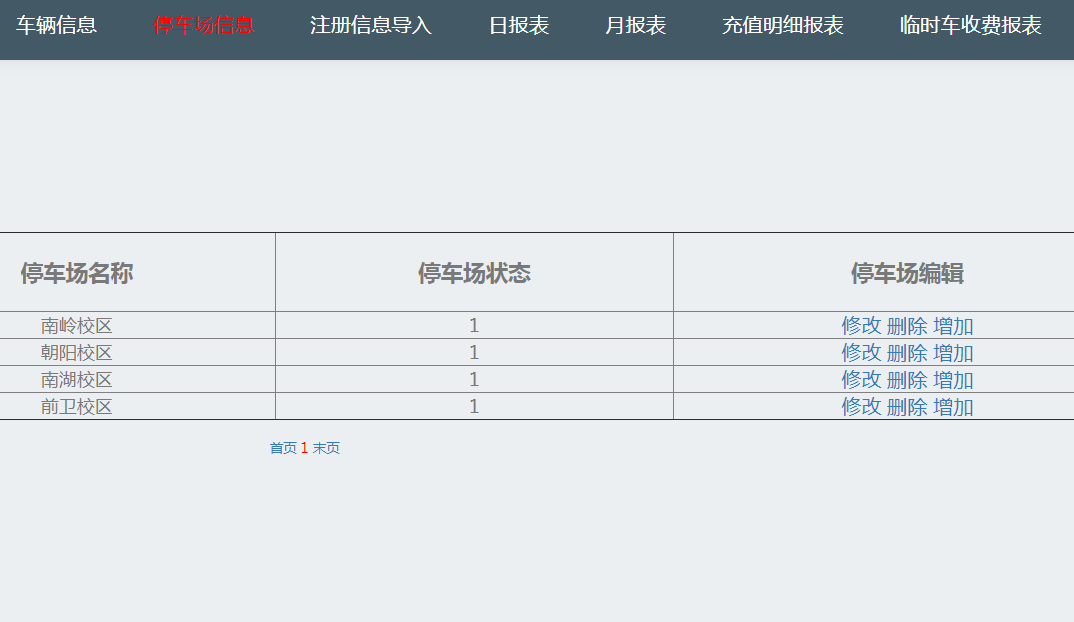 车辆信息 停车场信息 注册信息导入 日报表 月报表 充值明细报表 临时车收费报表
停车场名称 停车场状态 停车场编辑
南岭校区 1 修改 删除 增加
朝阳校区 1 修改 删除 增加
南湖校区 1 修改 删除 增加
前卫校区 1 修改 删除 增加
首页 1 末页